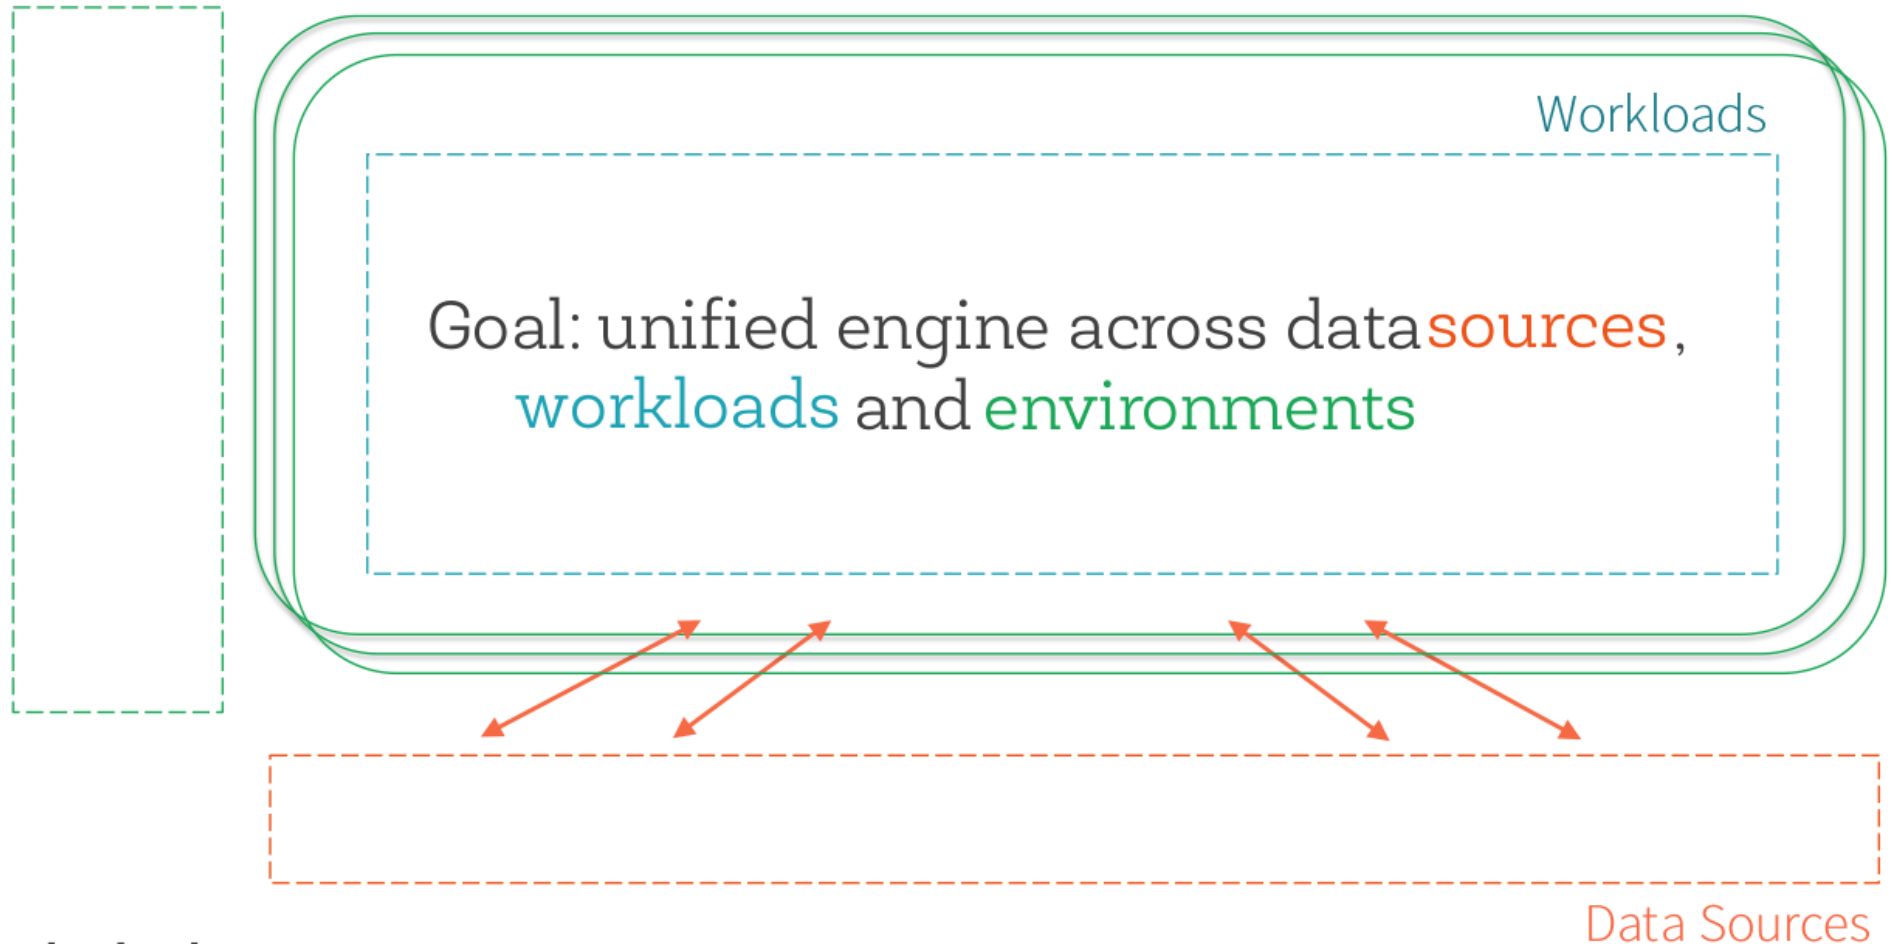 Workloads
Goal: unified engine across data sources,
workloads and environments
Data Sources